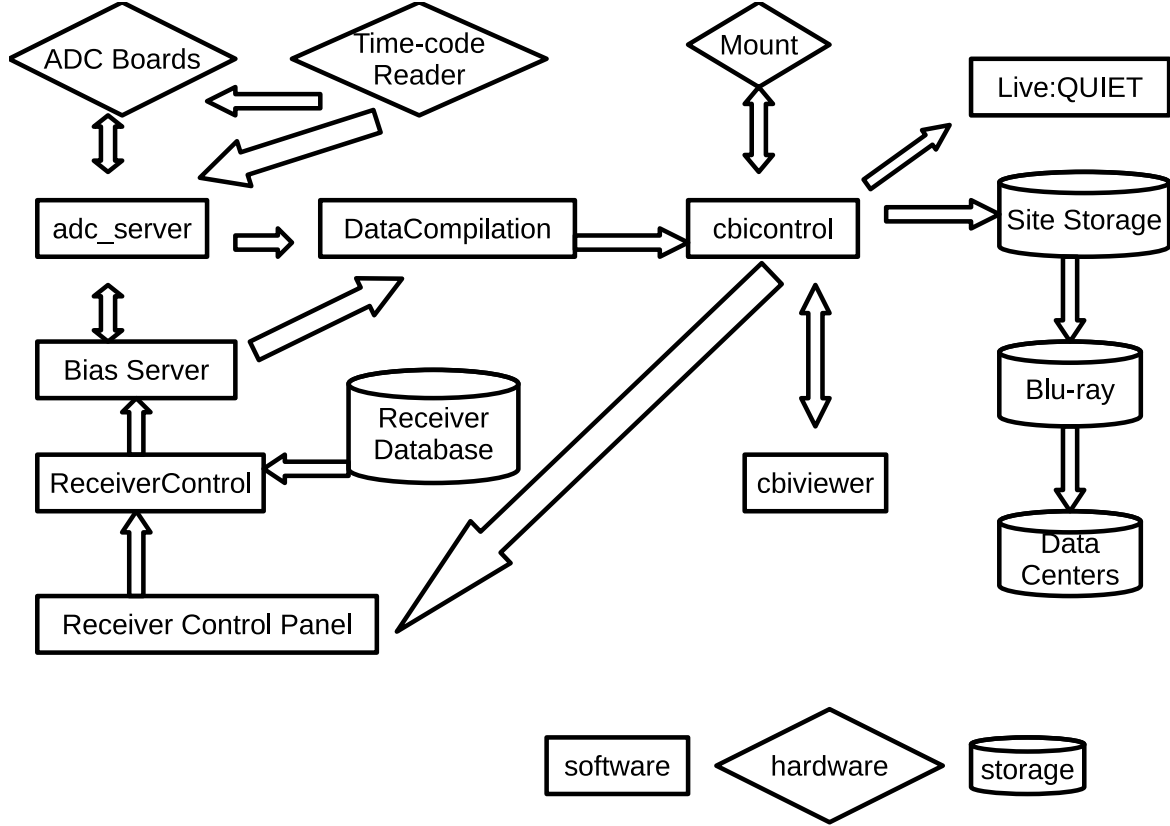 ADC Boards
Time-code
Reader
Mount
Live:QUIET
adc_server
DataCompilation
cbicontrol
Site Storage
Bias Server
Receiver
Database
Blu-ray
ReceiverControl
cbiviewer
Data
Centers
Receiver Control Panel
software
hardware
storage